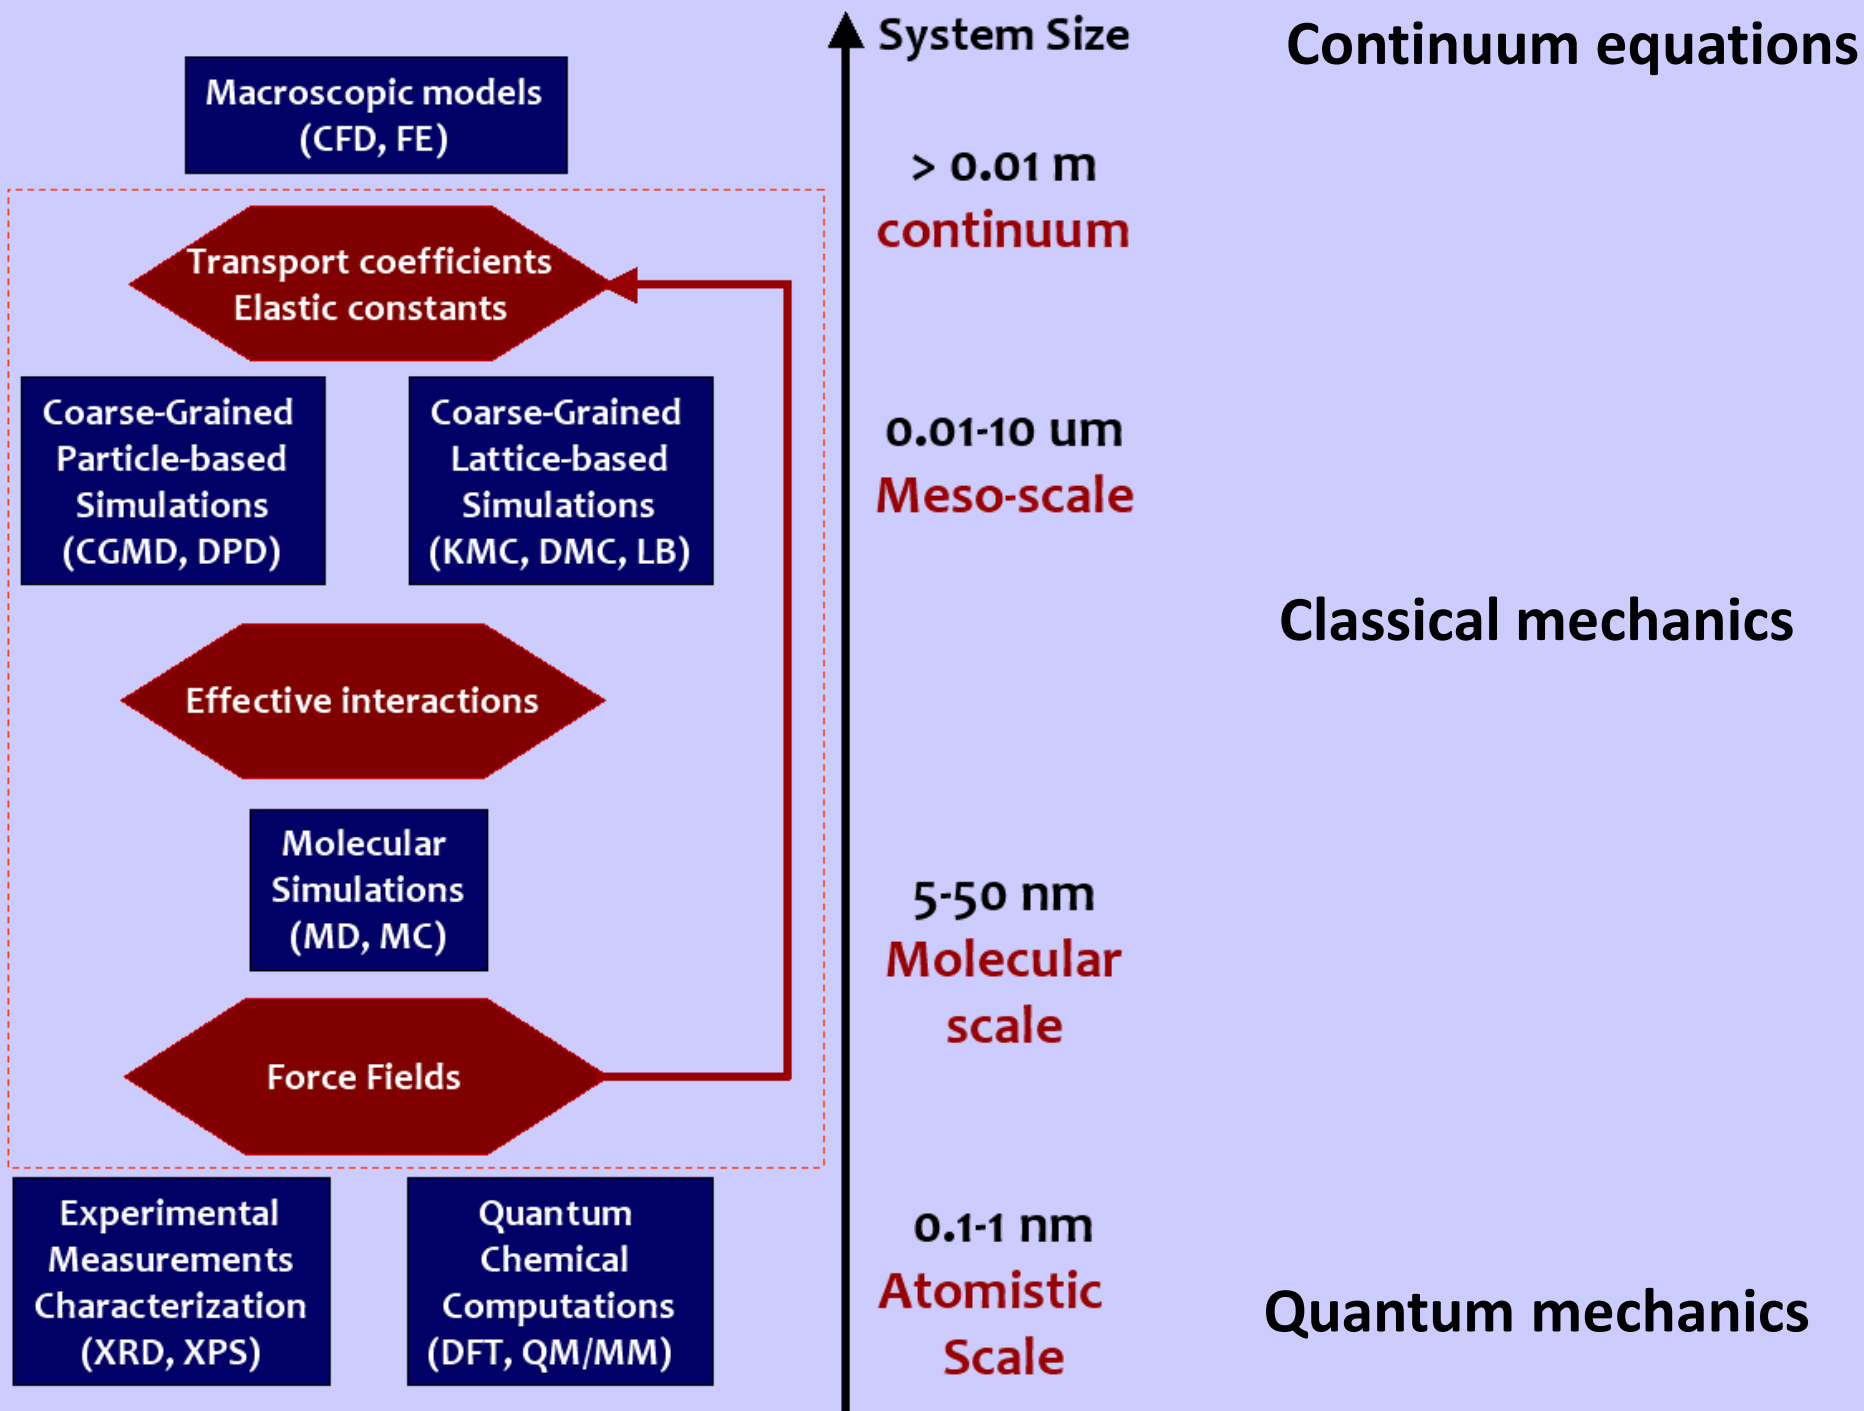 System Size
Continuum equations
Macroscopic models
(CFD, FE)
> 0.01 m
continuum
Transport coefficients
Elastic constants
Coarse-Grained
Particle-based
Simulations
(CGMD, DPD)
Coarse-Grained
Lattice-based
Simulations
(KMC, DMC, LB)
0.01-10 um
Meso-scale
Classical mechanics
Effective interactions
Molecular
Simulations
(MD, MC)
5-50 nm
Molecular
scale
Force Fields
Experimental
Measurements
Characterization
(XRD, XPS)
Quantum
Chemical
Computations
(DFT, QM/MM)
0.1-1 nm
Atomistic
Scale
Quantum mechanics